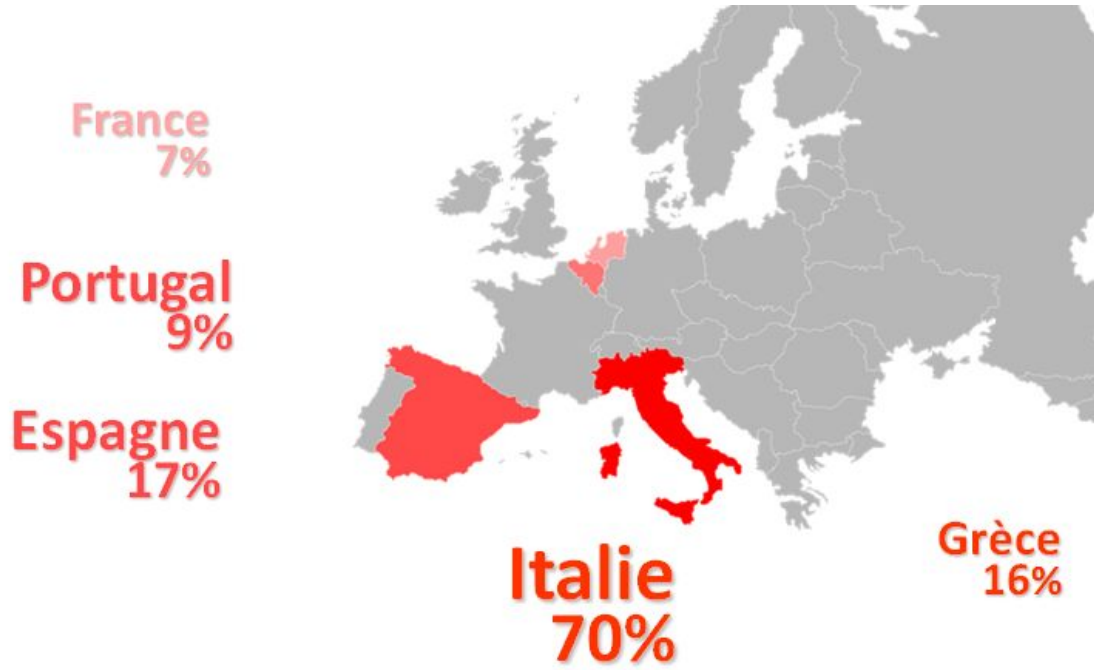 France
7%
Portugal
9%
Espagne
17%
Italie
70%
Grèce
16%